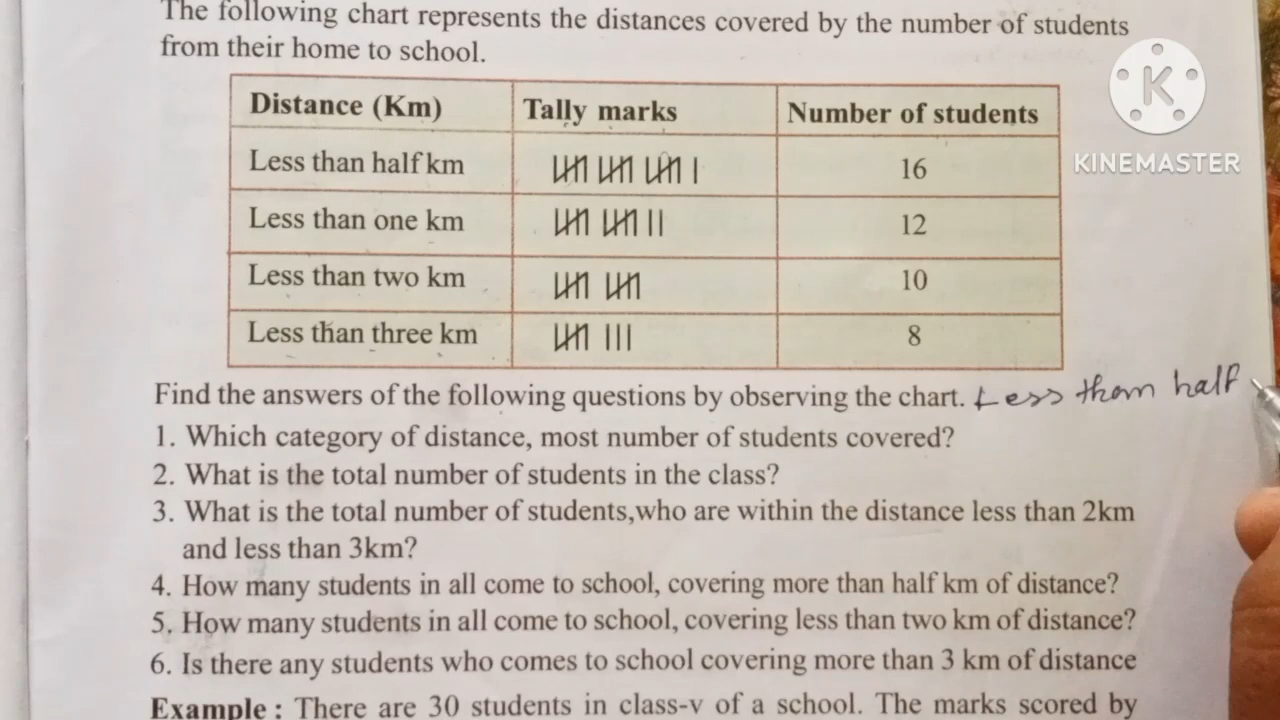 The following chart represents the distances covered by the number of students
from their home to school.
Distance (Km) Tally marks Number of students
Less than half km 16
Less than one km 12
Less than two km 10
Less than three km 8
Find the answers of the following questions by observing the chart. Less than half
1. Which category of distance, most number of students covered?
2. What is the total number of students in the class?
3. What is the total number of students,who are within the distance less than 2km
and less than 3km?
4. How many students in all come to school, covering more than half km of distance?
5. How many students in all come to school, covering less than two km of distance?
6. Is there any students who comes to school covering more than 3 km of distance
Example : There are 30 students in class-v of a school. The marks scored by
K
KINEMASTER